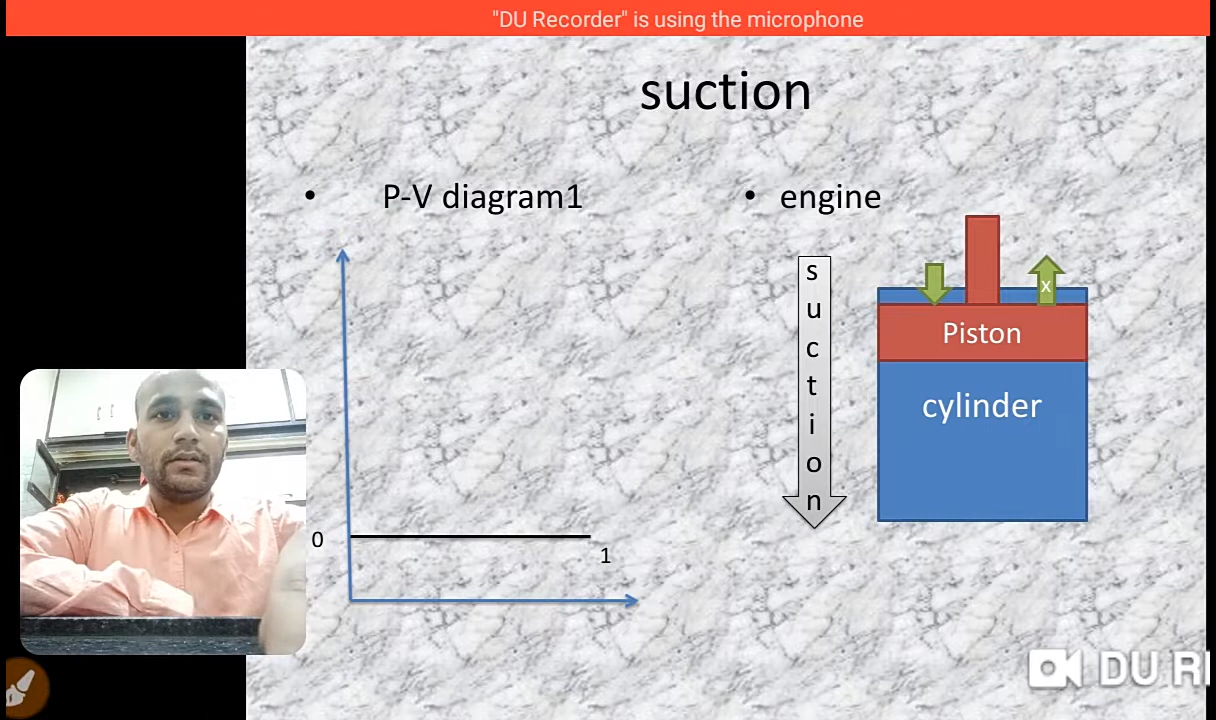 "DU Recorder" is using the microphone
suction
• P-V diagram1
• engine
s
u
c
t
i
o
n
x
Piston
cylinder
0
1
DU R